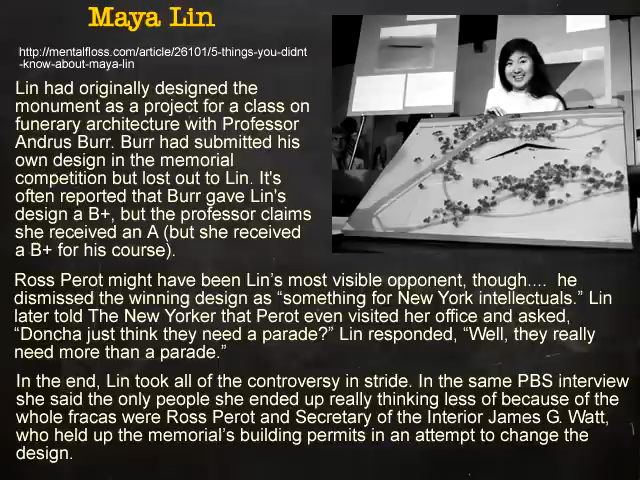 Maya Lin
http://mentalfloss.com/article/26101/5-things-you-didnt
-know-about-maya-lin
Lin had originally designed the
monument as a project for a class on
funerary architecture with Professor
Andrus Burr. Burr had submitted his
own design in the memorial
competition but lost out to Lin. It's
often reported that Burr gave Lin's
design a B+, but the professor claims
she received an A (but she received
a B+ for his course).
Ross Perot might have been Lin's most visible opponent, though.... he
dismissed the winning design as “something for New York intellectuals.” Lin
later told The New Yorker that Perot even visited her office and asked,
“Doncha just think they need a parade?” Lin responded, “Well, they really
need more than a parade.”
In the end, Lin took all of the controversy in stride. In the same PBS interview
she said the only people she ended up really thinking less of because of the
whole fracas were Ross Perot and Secretary of the Interior James G. Watt,
who held up the memorial's building permits in an attempt to change the
design.